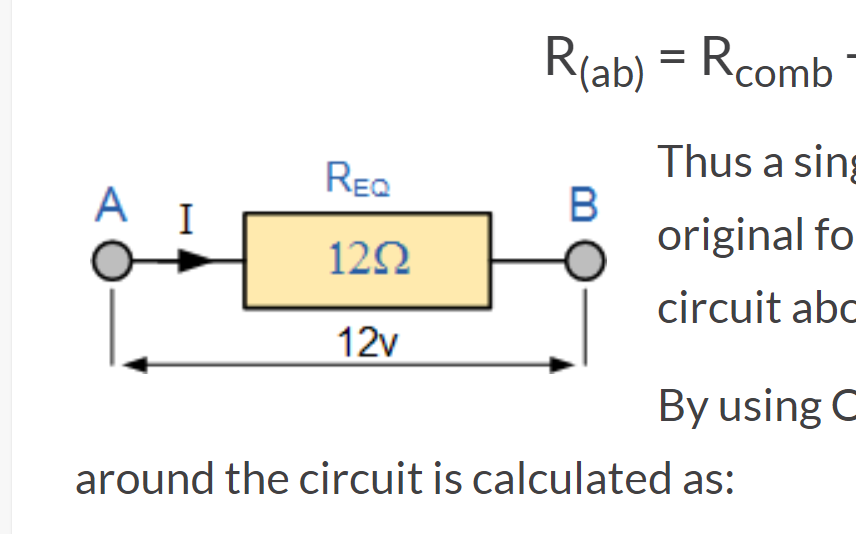 R(ab) = Rcomb
Thus a
original
circuit
By using
REQ
A
I
B
12Ω
12v
around the circuit is calculated as: